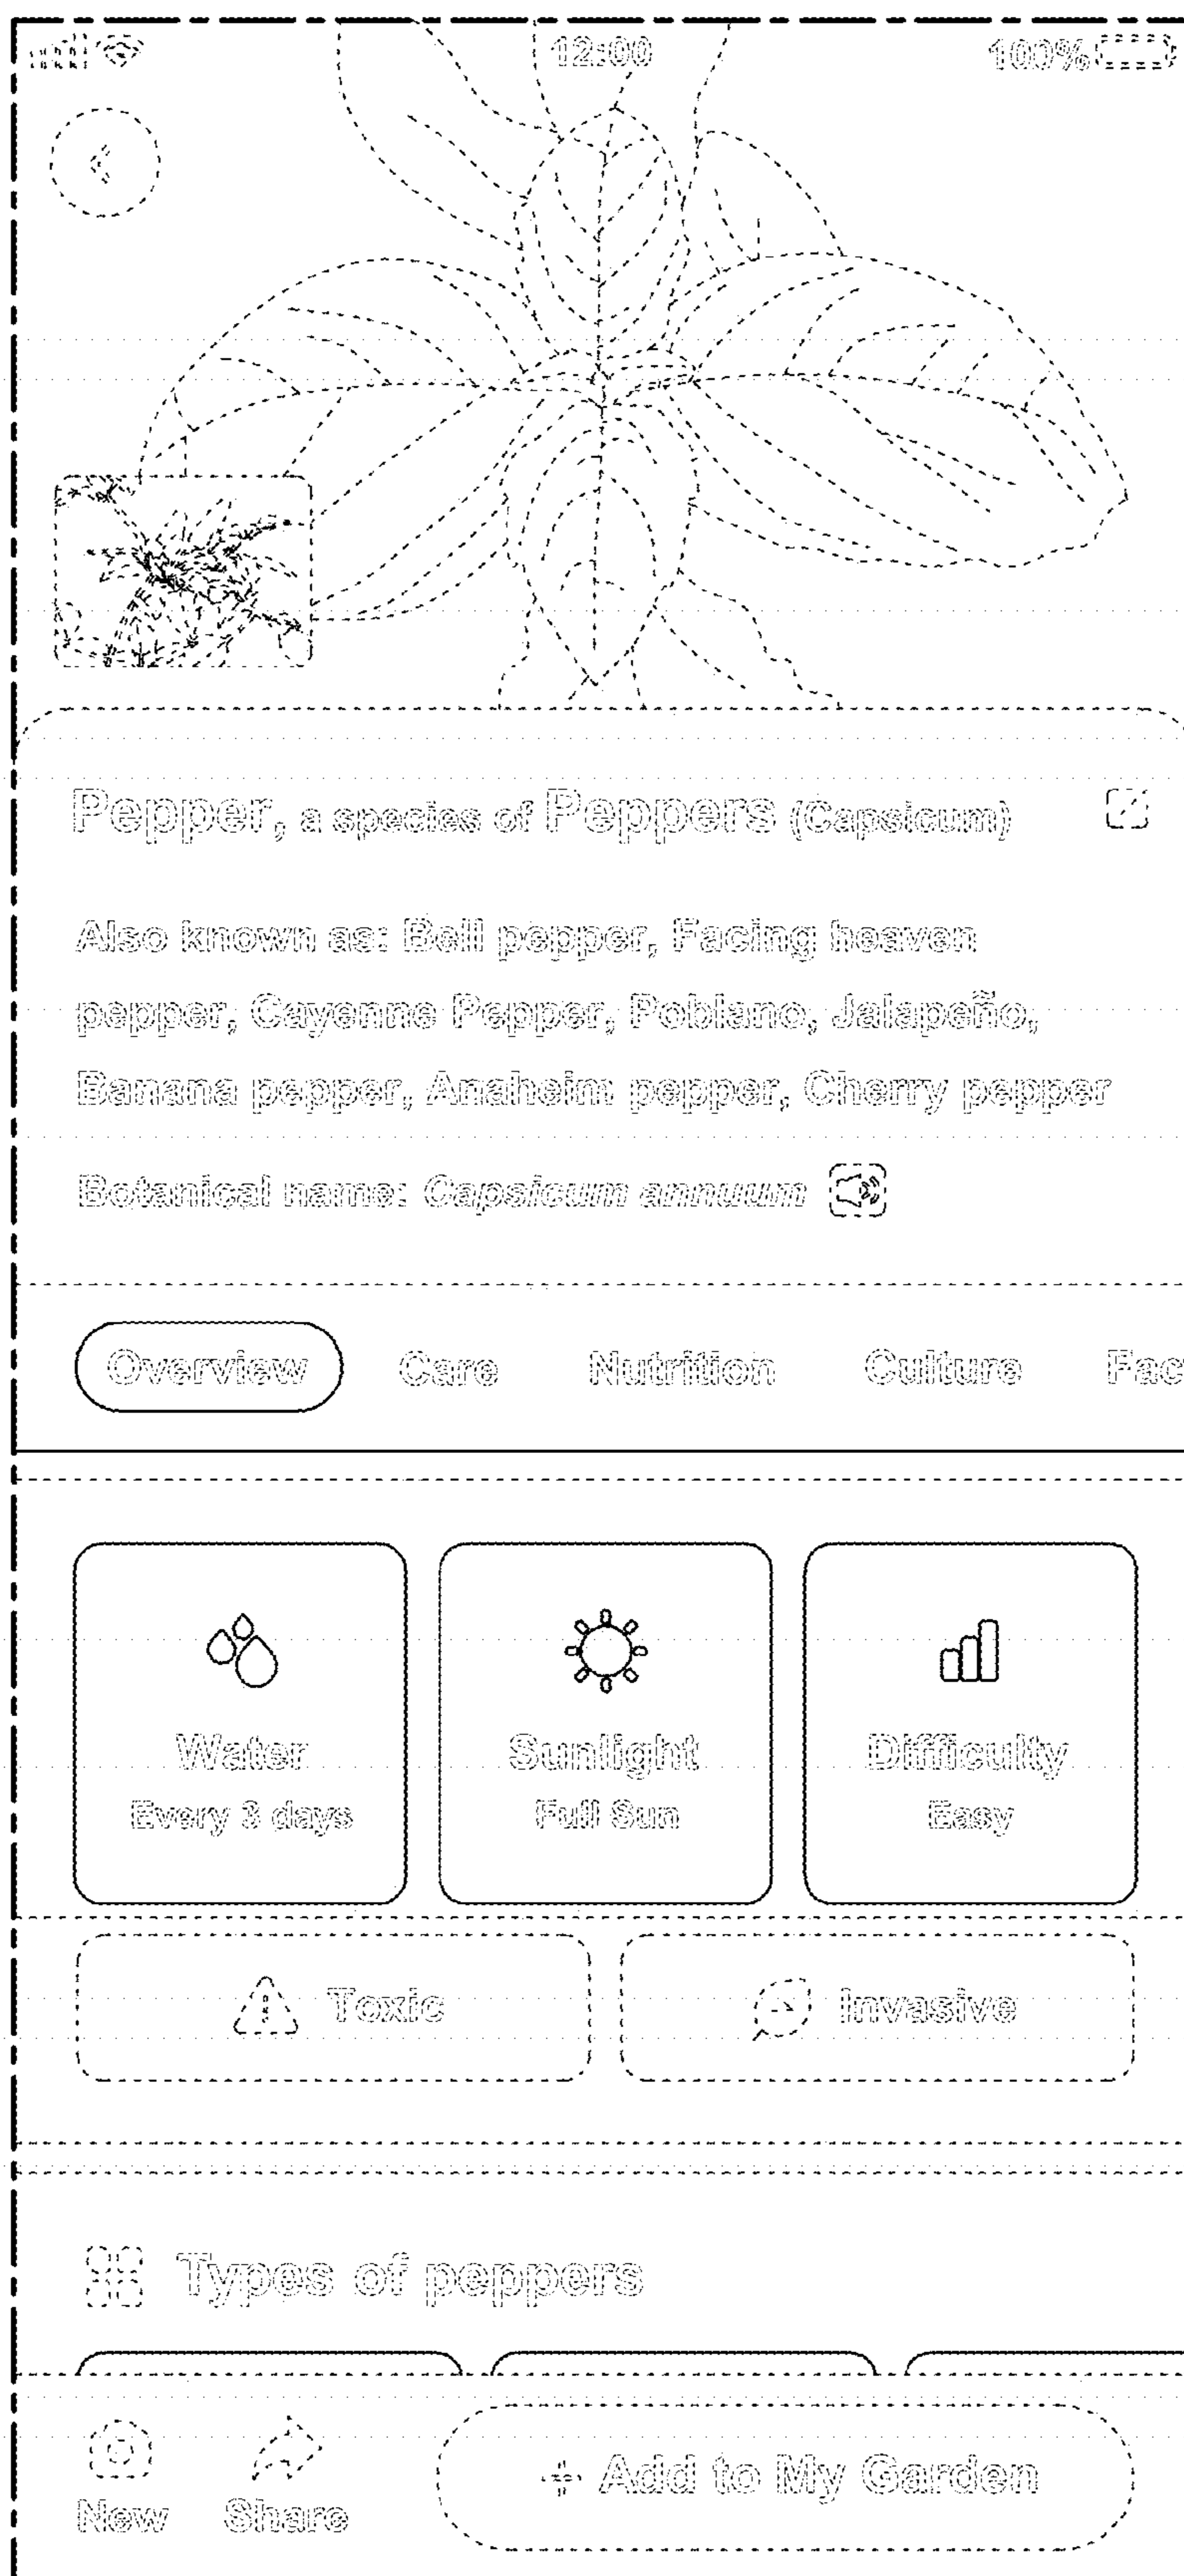 12:00 100%
Pepper, a species of Peppers (Capsicum)
Also known as: Bell pepper, Facing heaven
pepper, Cayenne Pepper, Poblano, Jalapeño,
Banana pepper, Anaheim pepper, Cherry pepper
Botanical name: Capsicum annuum
Overview Care Nutrition Culture Fac
Water Sunlight Difficulty
Every 3 days Full Sun Easy
Toxic Invasive
Types of peppers
+ Add to My Garden
New Share